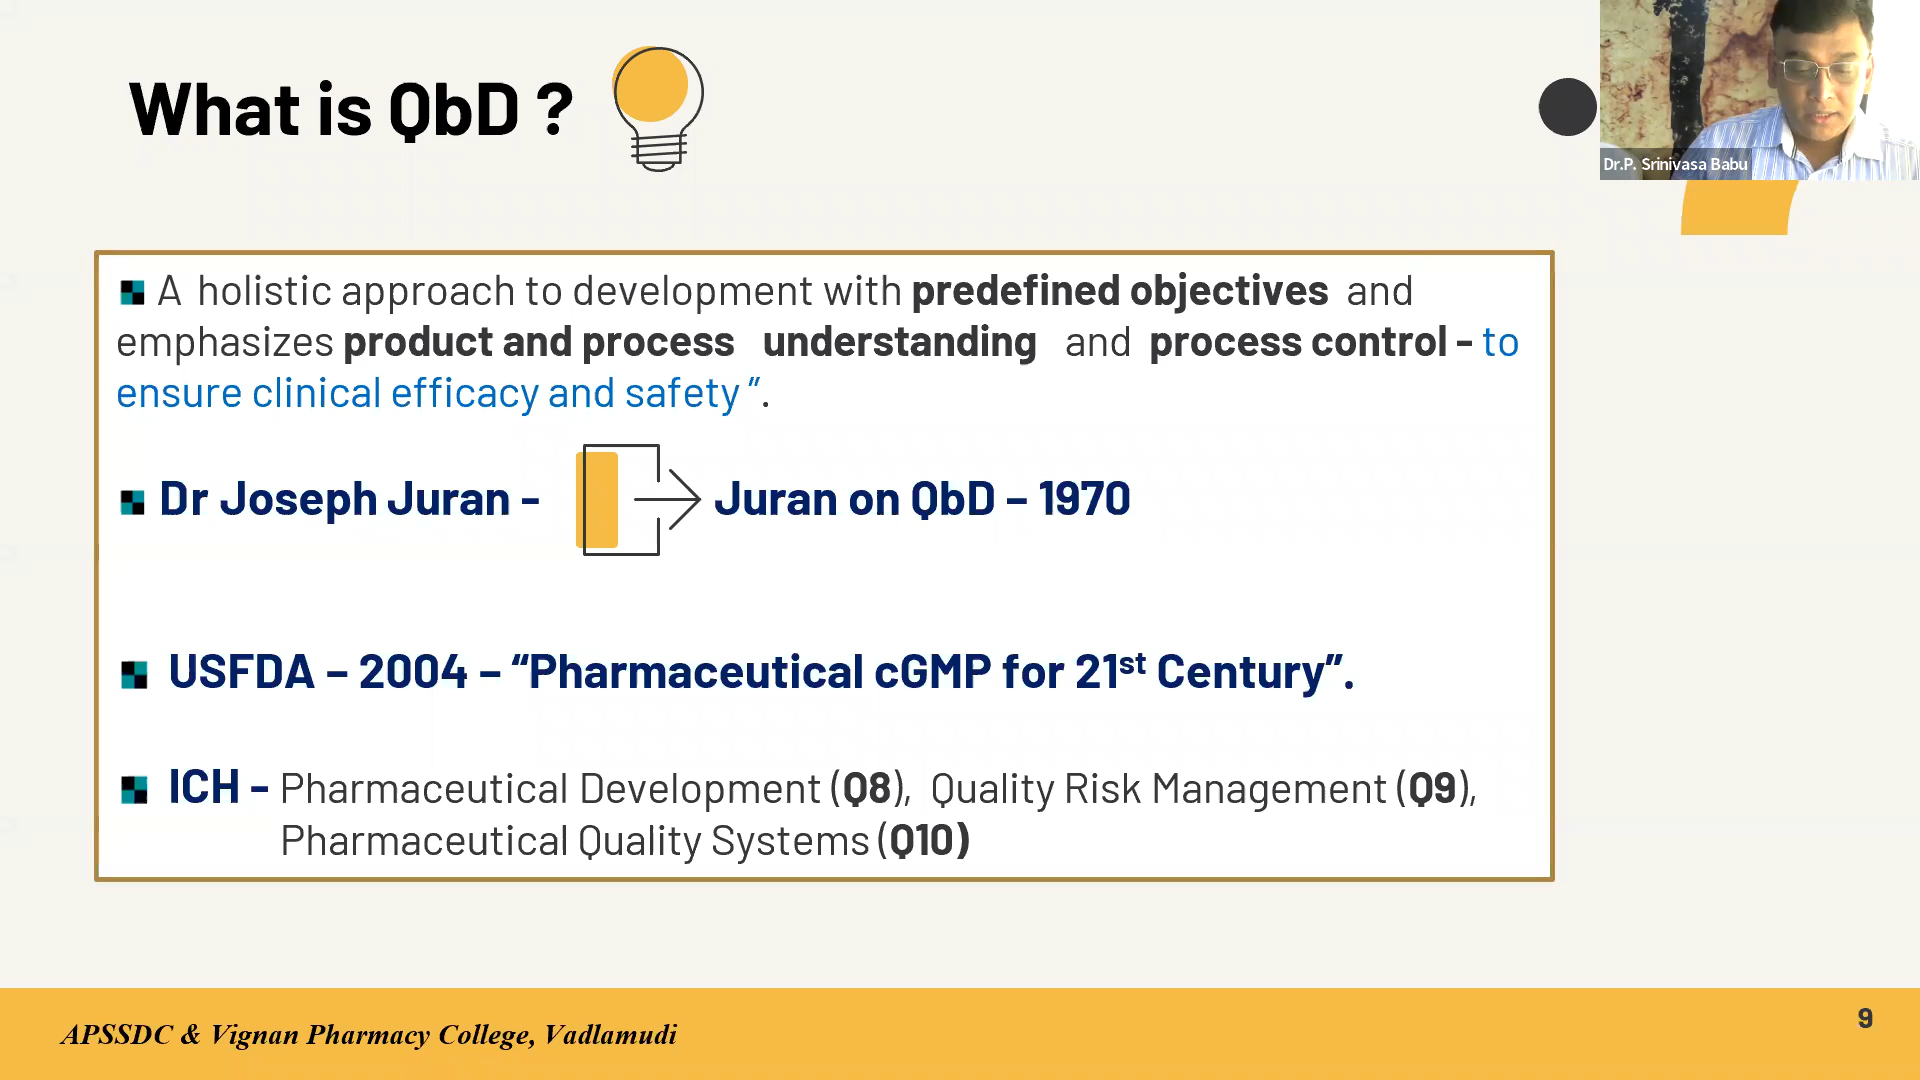 What is QbD ?
Dr.P. Srinivasa Babu
A holistic approach to development with predefined objectives and
emphasizes product and process understanding and process control - to
ensure clinical efficacy and safety ”.
Dr Joseph Juran -
Juran on QbD – 1970
USFDA – 2004 – “Pharmaceutical cGMP for 21st Century”.
ICH - Pharmaceutical Development (Q8), Quality Risk Management (Q9),
Pharmaceutical Quality Systems (Q10)
APSSDC & Vignan Pharmacy College, Vadlamudi
9